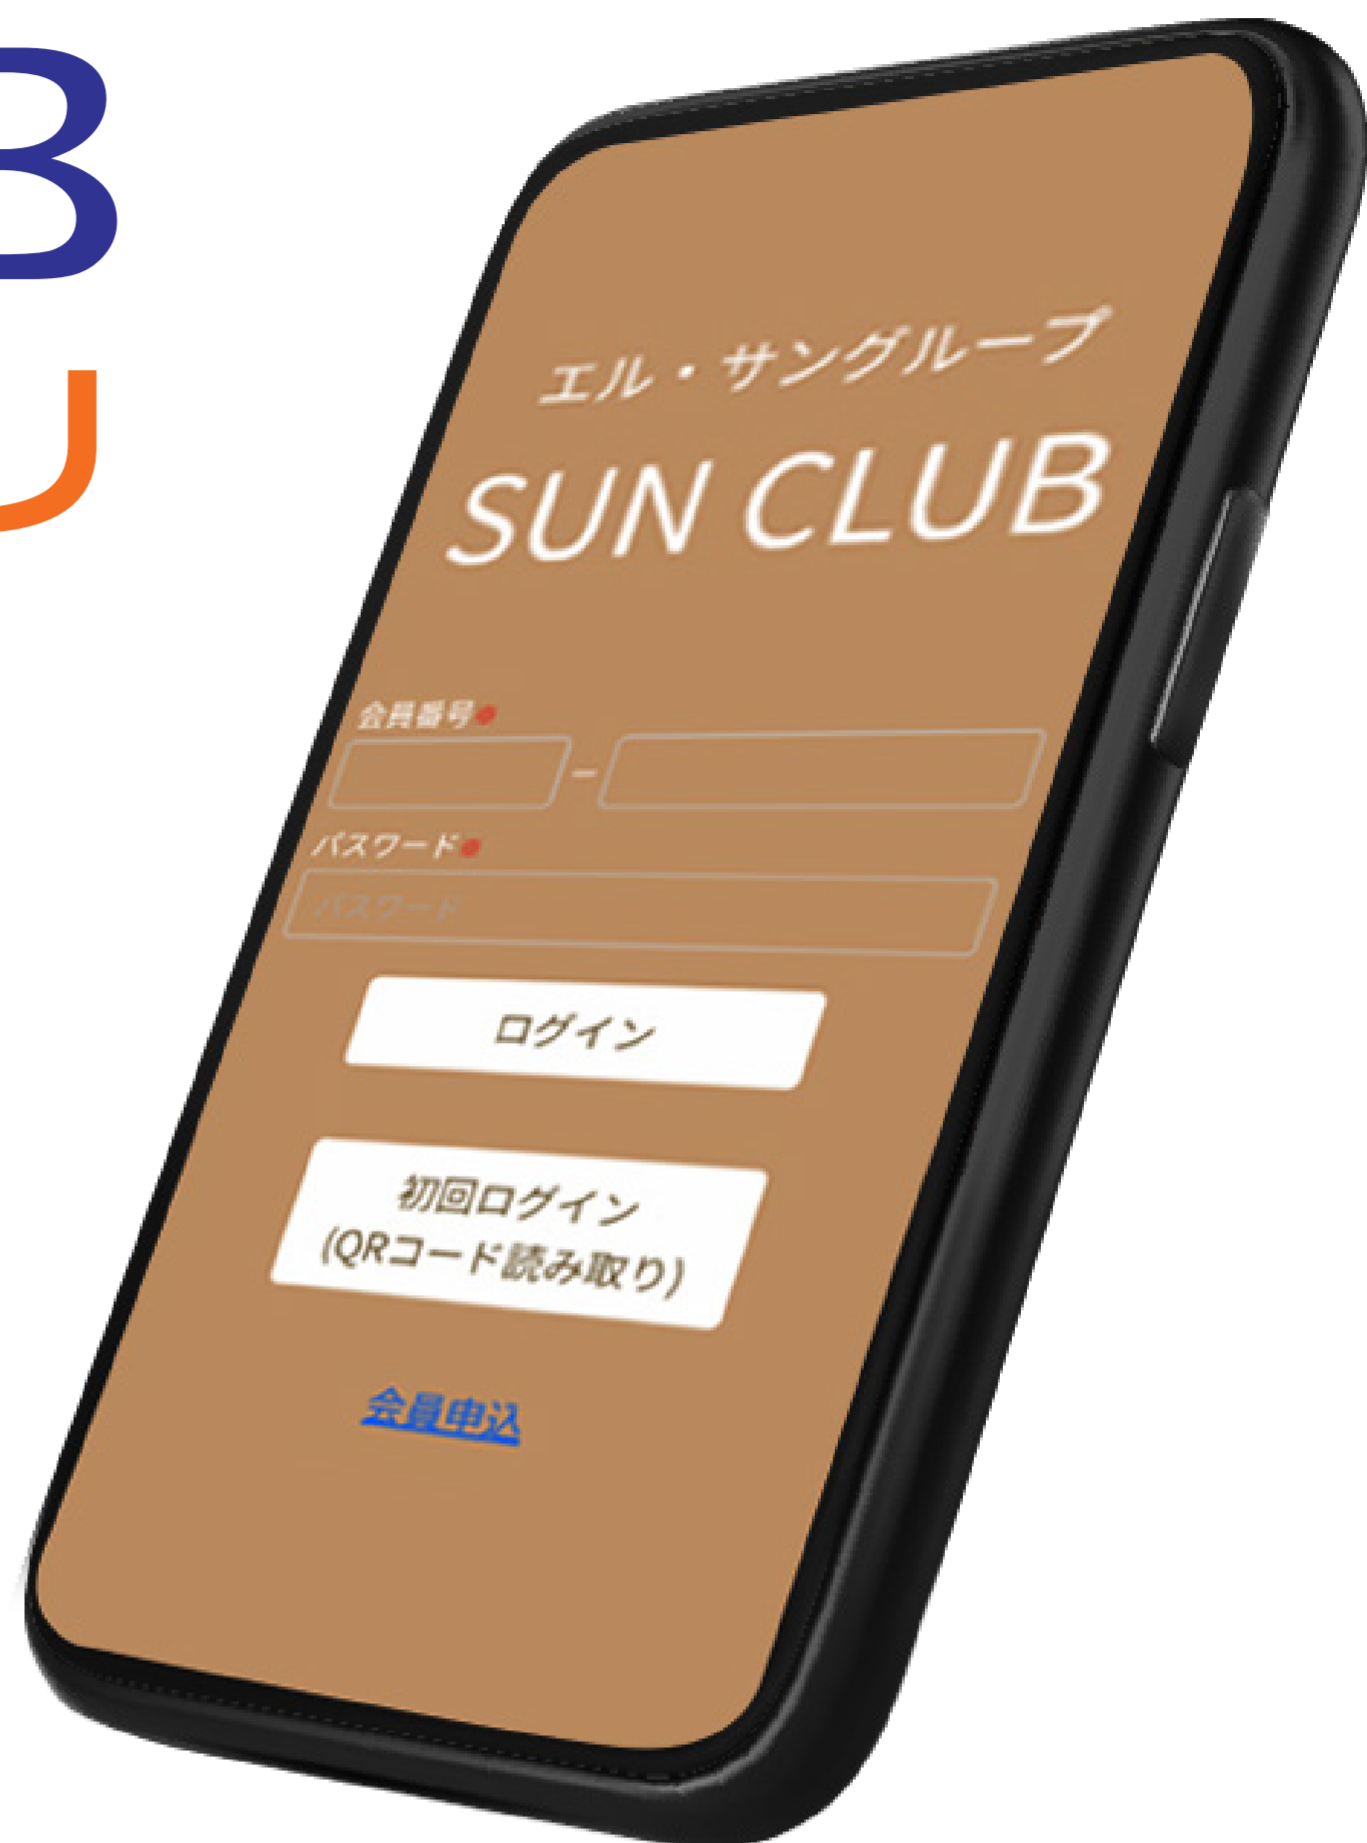 B
エル・サングループ
SUN CLUB
会員番号
-
パスワード
パスワード
ログイン
初回ログイン
(QRコード読み取り)
会員申込